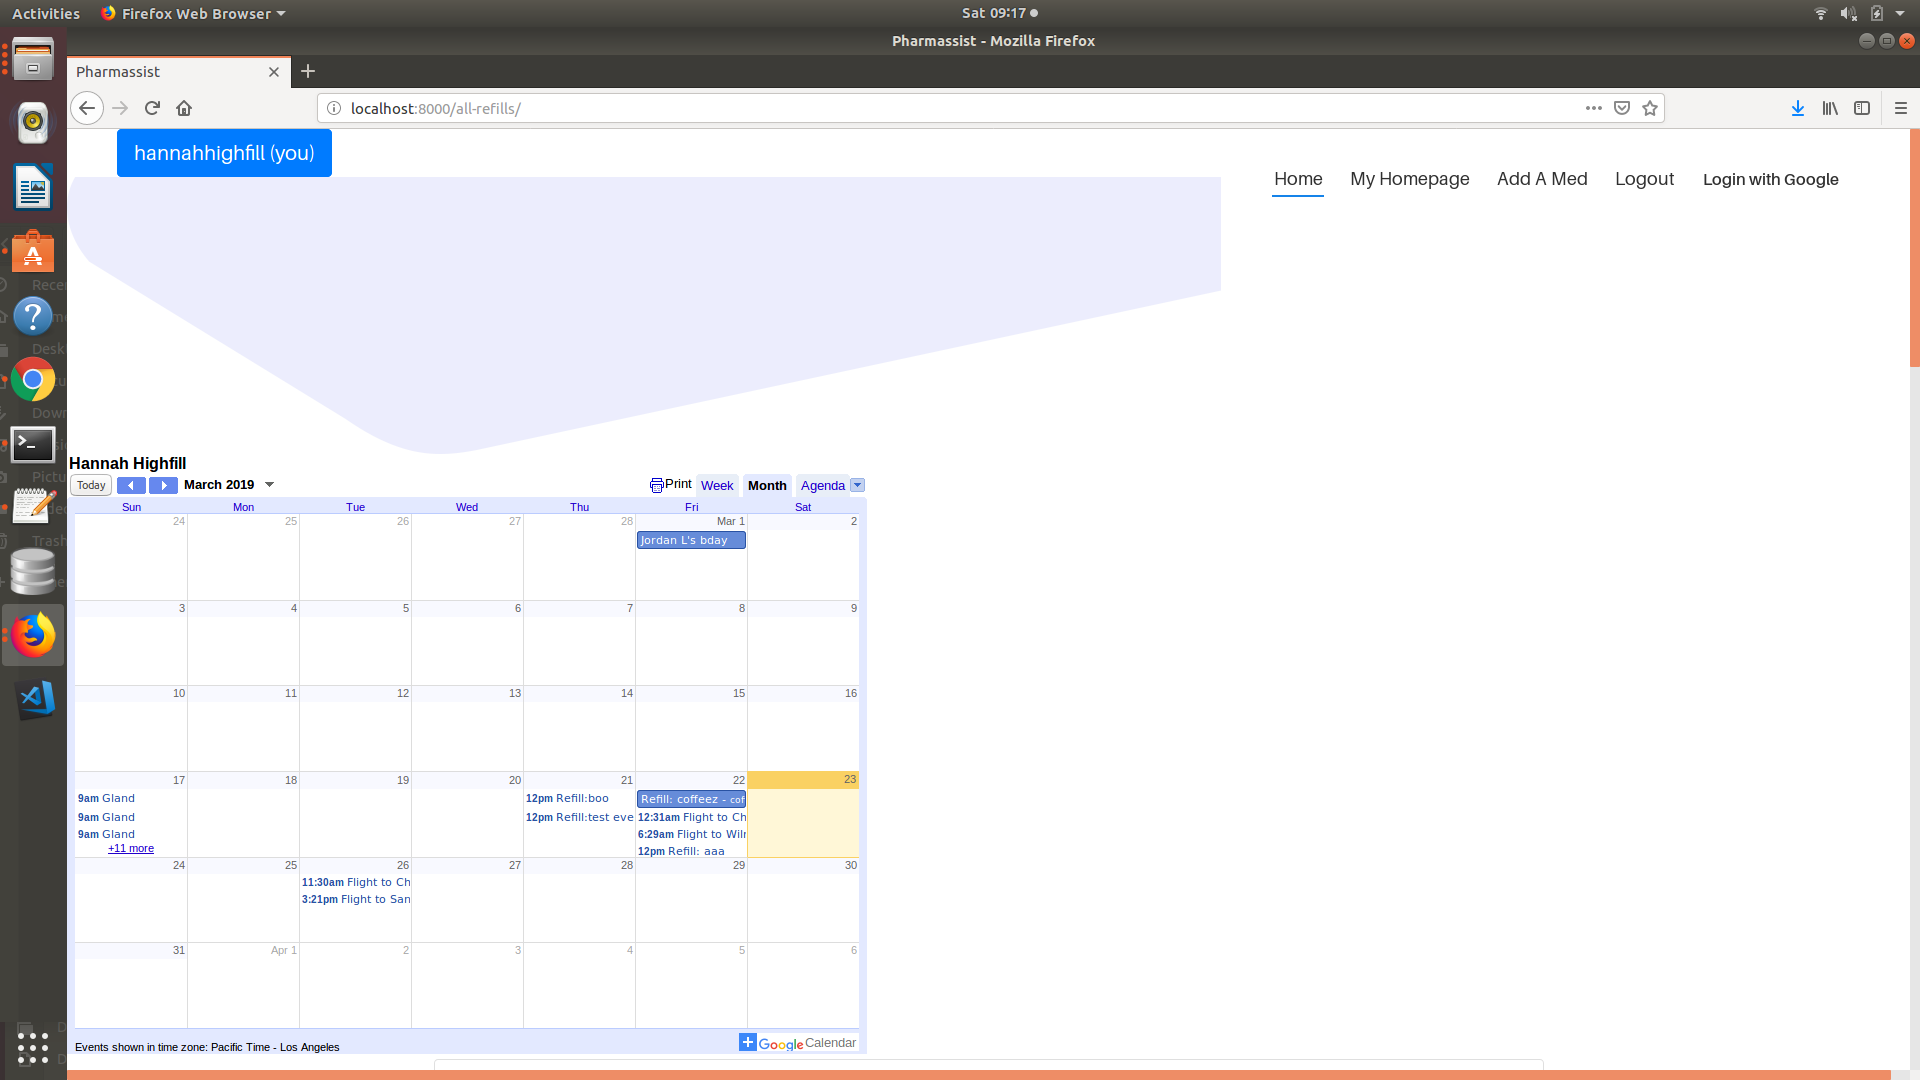 Activities
Firefox Web Browser
Sat 09:17
Pharmassist - Mozilla Firefox
Pharmassist
localhost:8000/all-refills/
hannahhighfill (you)
Home
My Homepage
Add A Med
Logout
Login with Google
Hannah Highfill
Today
March 2019
Print
Week
Month
Agenda
Sun Mon Tue Wed Thu Fri Sat
24 25 26 27 28 Mar 1 2
Jordan L's bday
3 4 5 6 7 8 9
10 11 12 13 14 15 16
17 18 19 20 21 22 23
9am Gland
9am Gland
9am Gland
+11 more
12pm Refill:boo
12pm Refill:test eve
Refill: coffeez - cof
12:31am Flight to Ch
6:29am Flight to Wilr
12pm Refill: aaa
24 25 26 27 28 29 30
11:30am Flight to Ch
3:21pm Flight to San
31 Apr 1 2 3 4 5 6
Events shown in time zone: Pacific Time - Los Angeles
Google Calendar